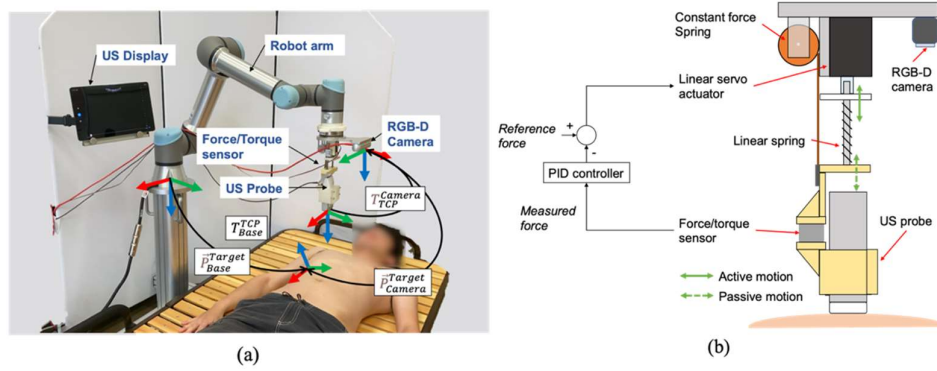 US Display
Robot arm
Force/Torque
sensor
RGB-D
Camera
US Probe
T Camera TCP
T TCP Base
P⃗ Target Base
P⃗ Target Camera
(a)
Constant force
Spring
RGB-D
camera
Linear servo
actuator
Linear spring
Reference
force
+
-
PID controller
Measured
force
Force/torque
sensor
US probe
Active motion
Passive motion
(b)